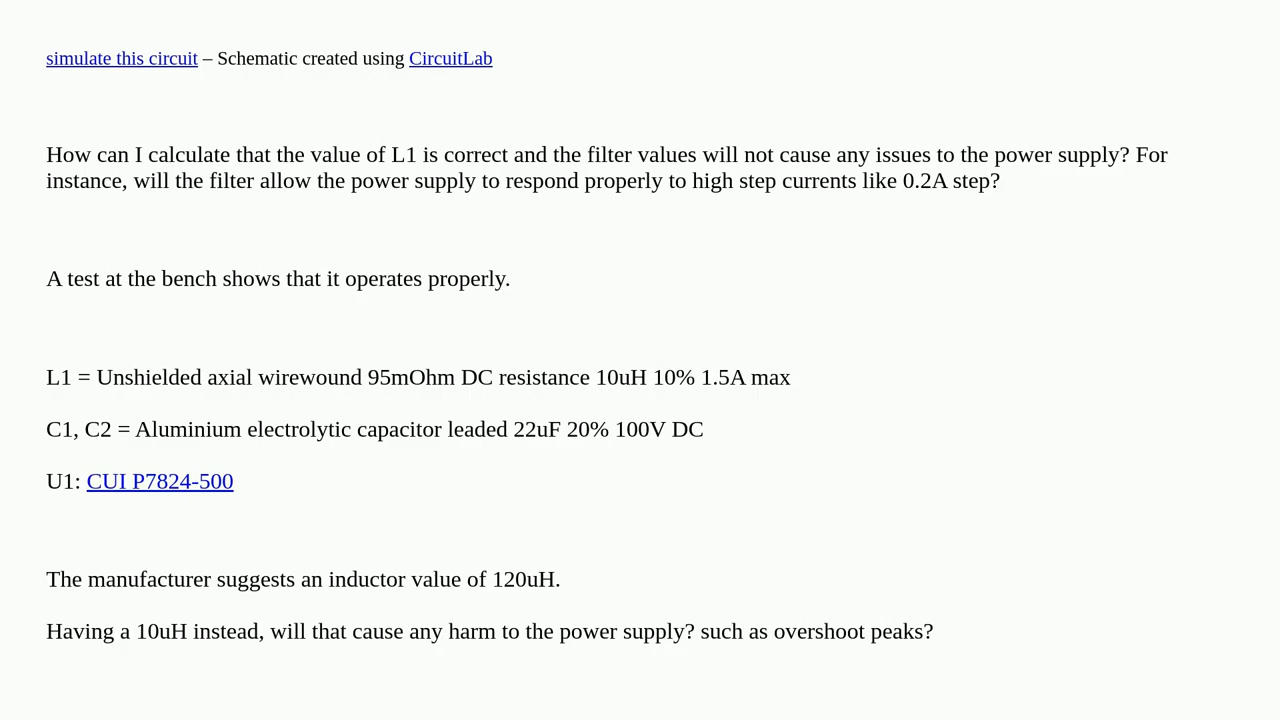 simulate this circuit – Schematic created using CircuitLab
How can I calculate that the value of L1 is correct and the filter values will not cause any issues to the power supply? For
instance, will the filter allow the power supply to respond properly to high step currents like 0.2A step?
A test at the bench shows that it operates properly.
L1 = Unshielded axial wirewound 95mOhm DC resistance 10uH 10% 1.5A max
C1, C2 = Aluminium electrolytic capacitor leaded 22uF 20% 100V DC
U1: CUI P7824-500
The manufacturer suggests an inductor value of 120uH.
Having a 10uH instead, will that cause any harm to the power supply? such as overshoot peaks?